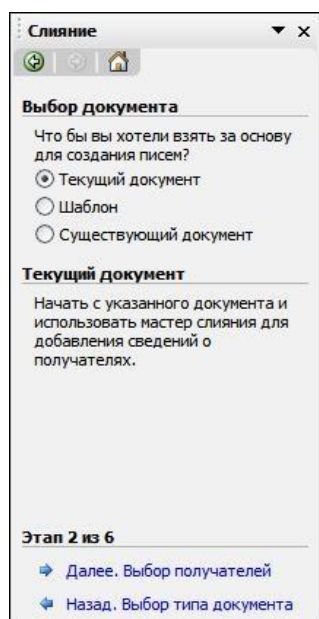 Слияние
Выбор документа
Что бы вы хотели взять за основу
для создания писем?
Текущий документ
Шаблон
Существующий документ
Текущий документ
Начать с указанного документа и
использовать мастер слияния для
добавления сведений о
получателях.
Этап 2 из 6
Далее. Выбор получателей
Назад. Выбор типа документа